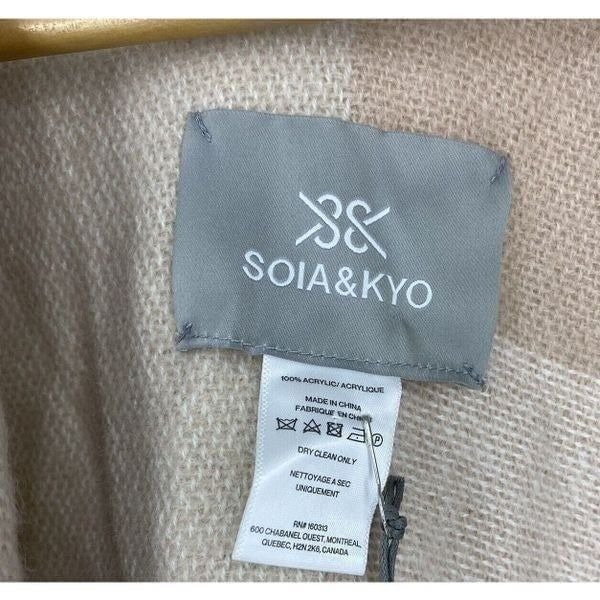 SOIA&KYO
100% ACRYLIC/ACRYLIQUE
MADE IN CHINA
FABRIQUE EN CHINE
P
DRY CLEAN ONLY
NETTOYAGE A SEC
UNIQUEMENT
RN# 160313
600 CHABANEL OUEST, MONTREAL,
QUEBEC, H2N 2K6, CANADA